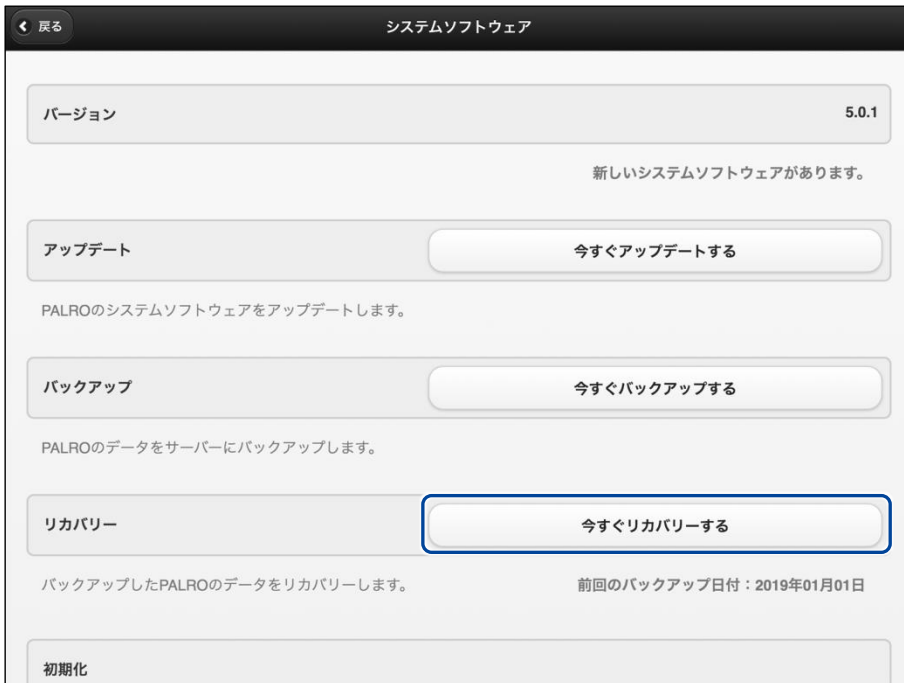 戻る
システムソフトウェア
バージョン 5.0.1
新しいシステムソフトウェアがあります。
アップデート 今すぐアップデートする
PALROのシステムソフトウェアをアップデートします。
バックアップ 今すぐバックアップする
PALROのデータをサーバーにバックアップします。
リカバリー 今すぐリカバリーする
バックアップしたPALROのデータをリカバリーします。 前回のバックアップ日付：2019年01月01日
初期化